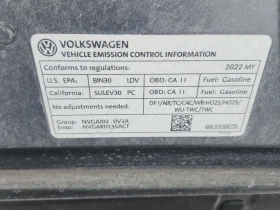 VOLKSWAGEN
VEHICLE EMISSION CONTROL INFORMATION
Conforms to regulations: 2022 MY
U.S. EPA: BIN30 LDV OBD: CA II Fuel: Gasoline
California: SULEV30 PC OBD: CA II Fuel: Gasoline
No adjustments needed. DFI/AIR/TC/CAC/WR-HO2S/HO2S/
WU-TWC/TWC
Group: NVGAJ02.0V3A
Evap: NVGAR0135ACT